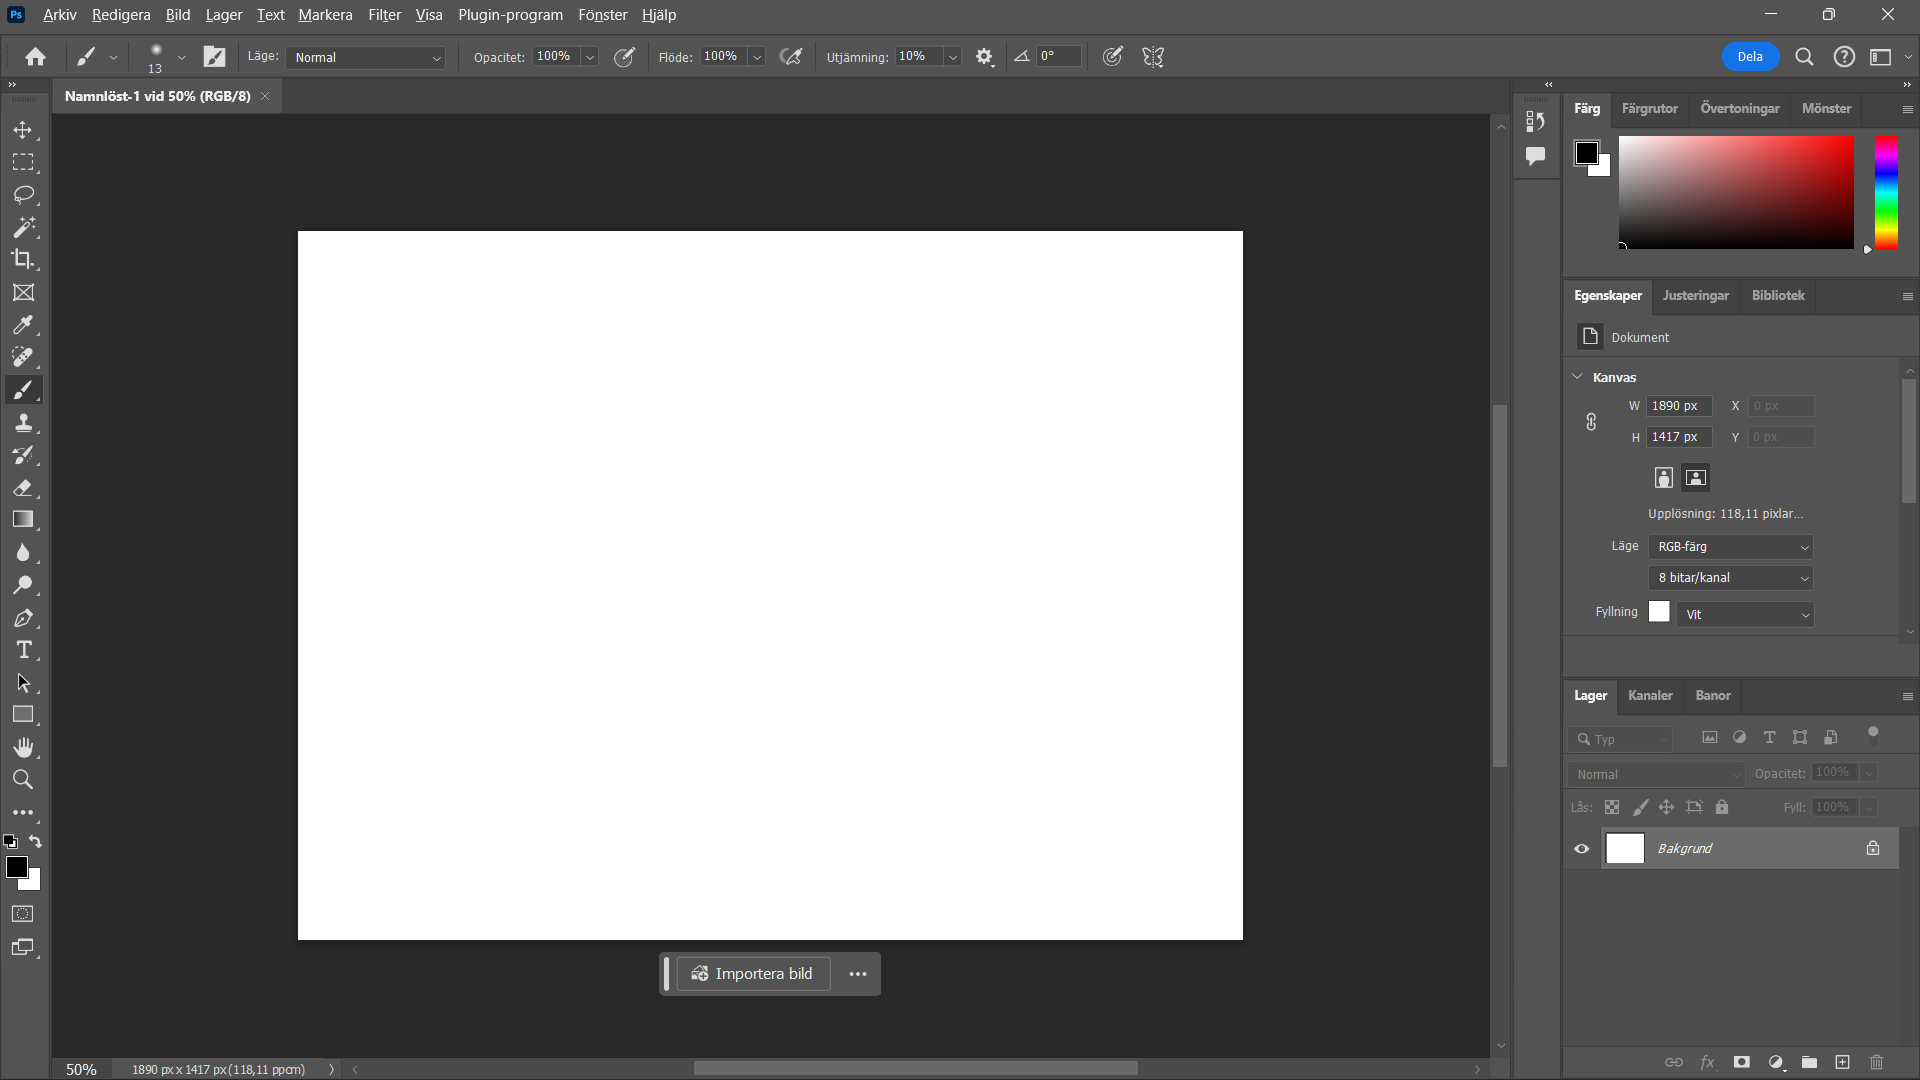 Ps Arkiv Redigera Bild Lager Text Markera Filter Visa Plugin-program Fönster Hjälp
13 Läge: Normal Opacitet: 100% Flöde: 100% Utjämning: 10% 0° Dela
Namnlöst-1 vid 50% (RGB/8)
Färg Färgrutor Övertoningar Mönster
Egenskaper Justeringar Bibliotek
Dokument
Kanvas
W 1890 px X 0 px
H 1417 px Y 0 px
Upplösning: 118,11 pixlar...
Läge RGB-färg
8 bitar/kanal
Fyllning Vit
Lager Kanaler Banor
Typ
Normal Opacitet: 100%
Lås: Fyll: 100%
Bakgrund
Importera bild
fx
50% 1890 px x 1417 px (118,11 ppcm)